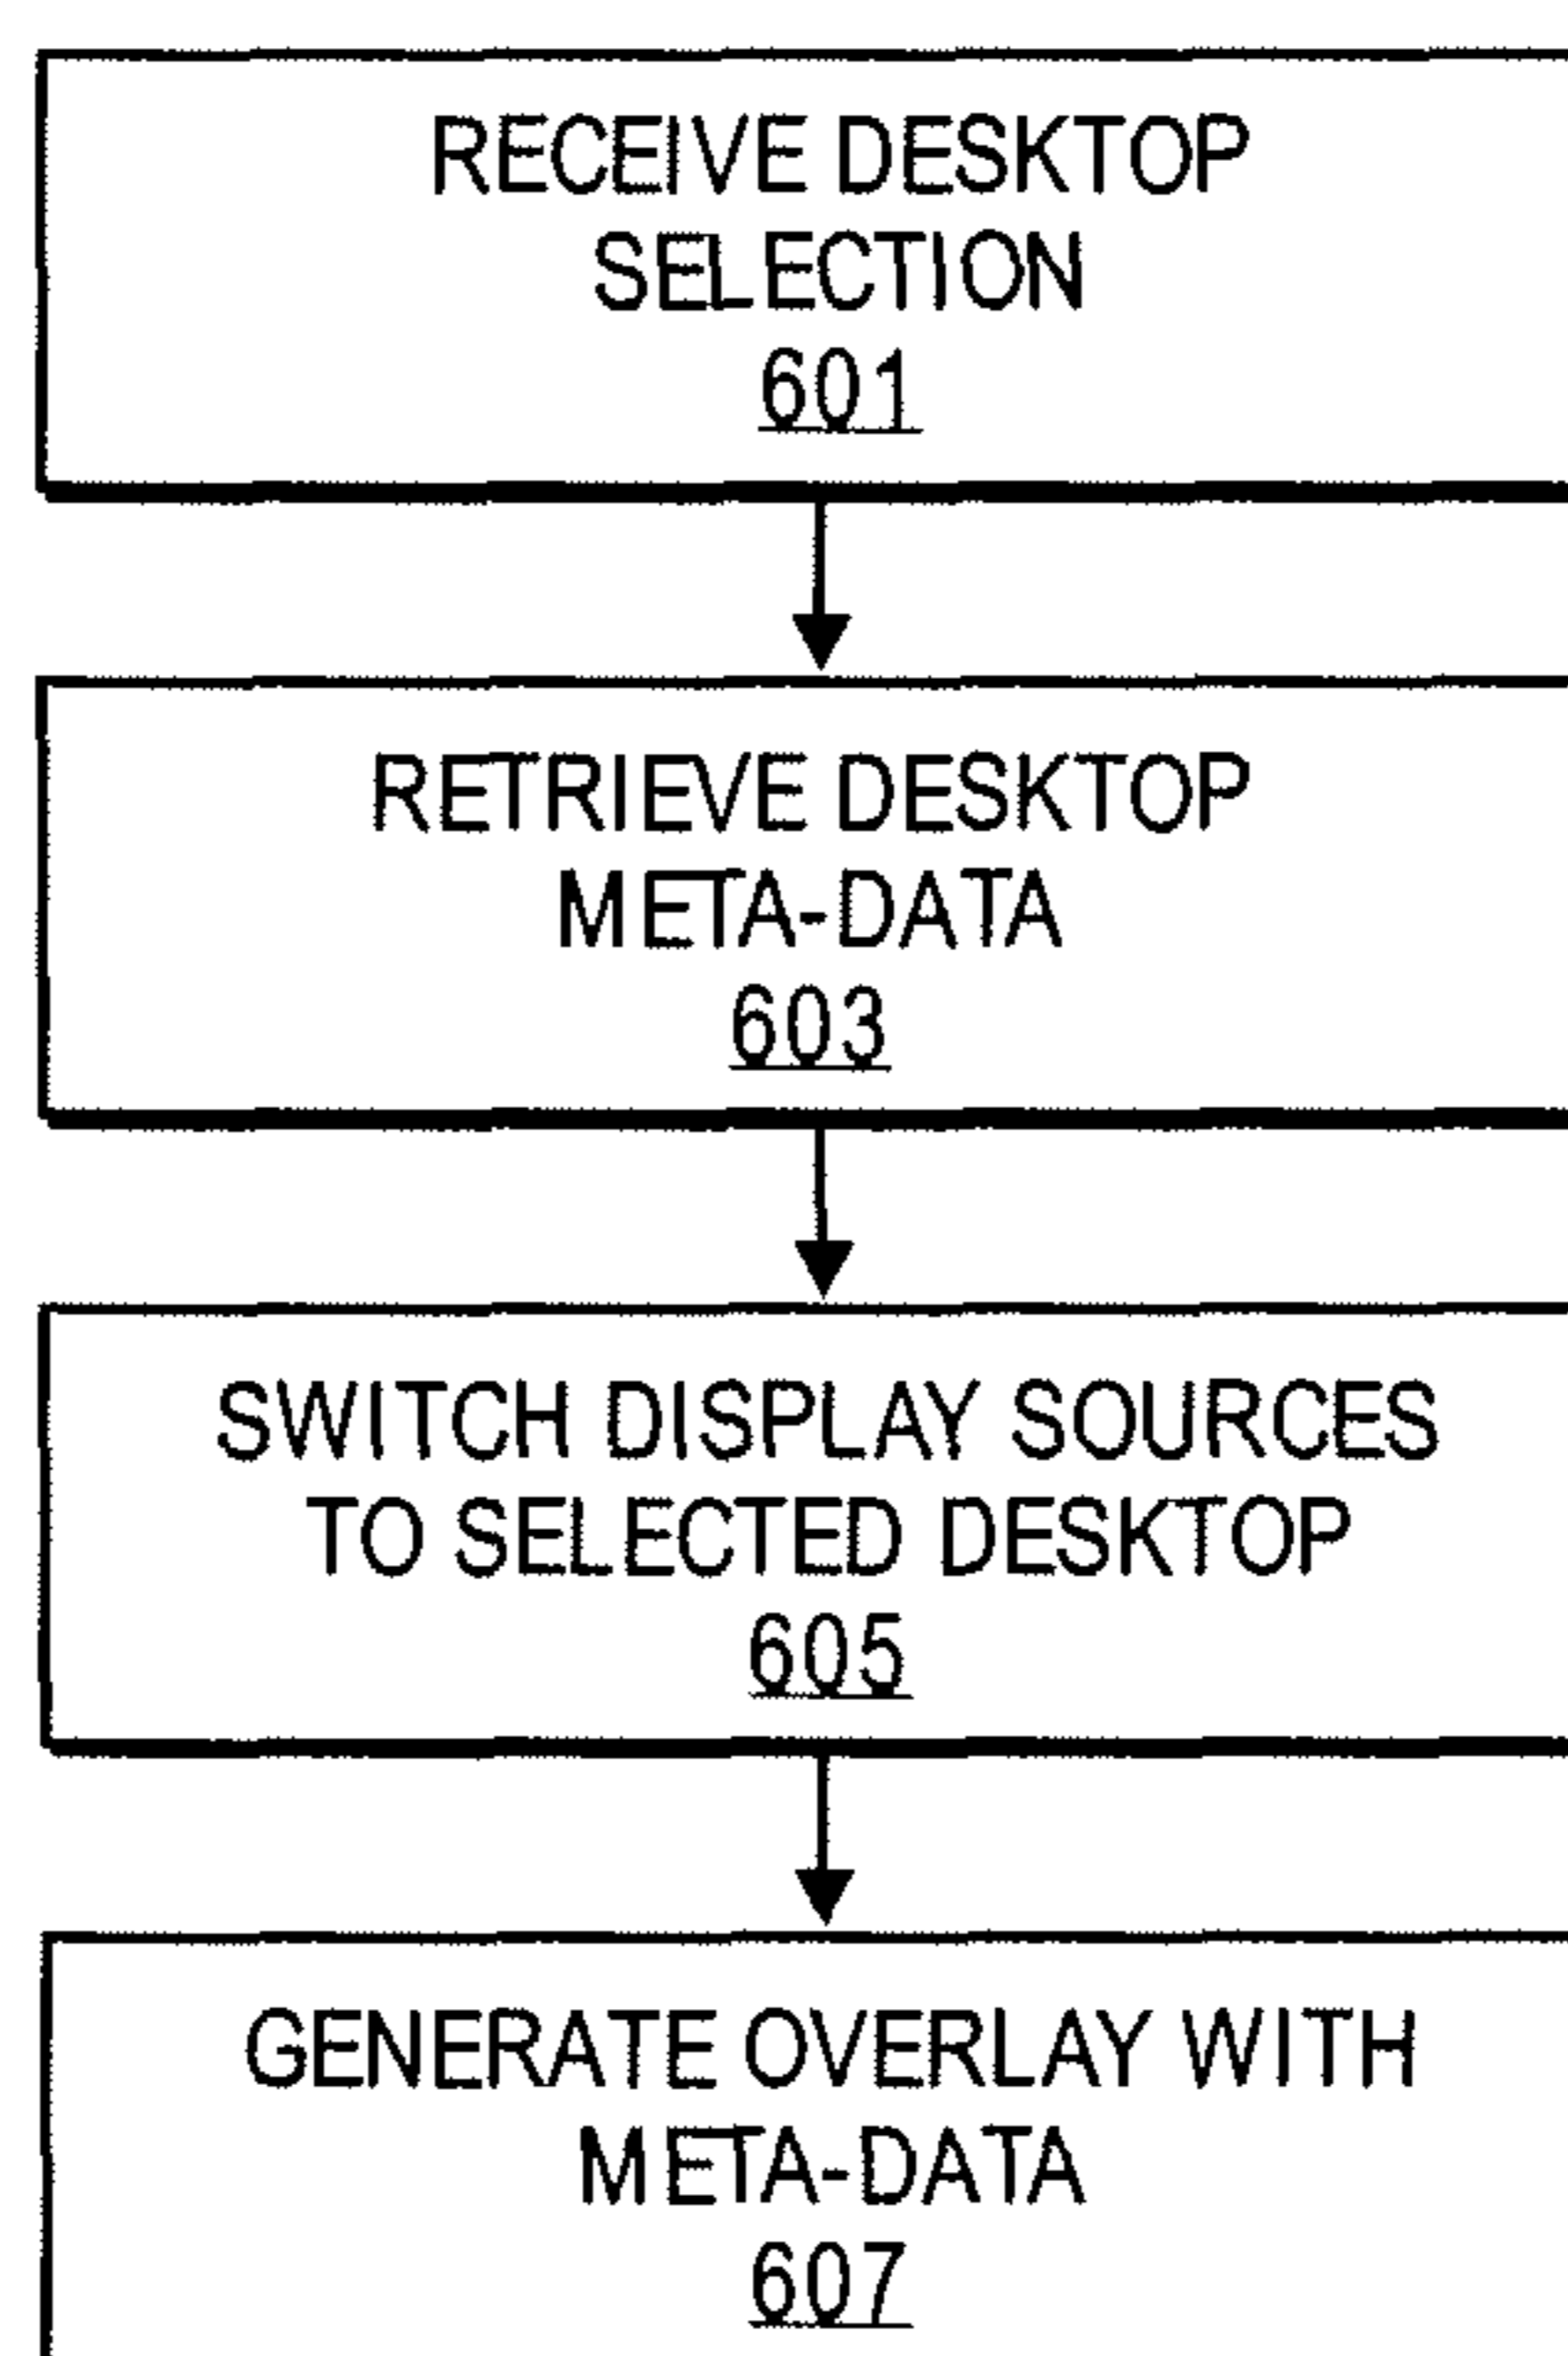 RECEIVE DESKTOP
SELECTION
601
RETRIEVE DESKTOP
META-DATA
603
SWITCH DISPLAY SOURCES
TO SELECTED DESKTOP
605
GENERATE OVERLAY WITH
META-DATA
607